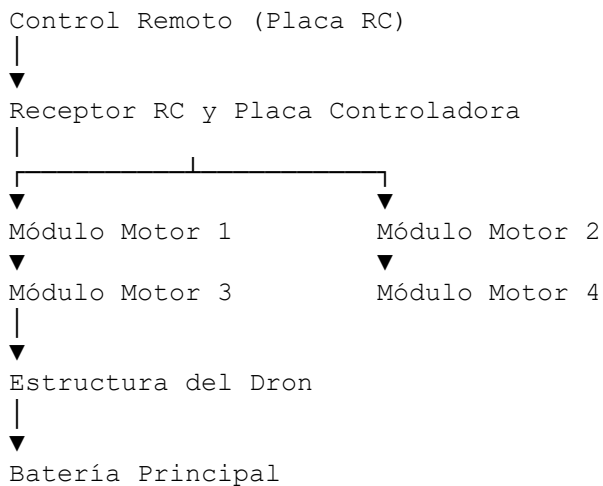 Control Remoto (Placa RC)
Receptor RC y Placa Controladora
Módulo Motor 1 Módulo Motor 2
Módulo Motor 3 Módulo Motor 4
Estructura del Dron
Batería Principal